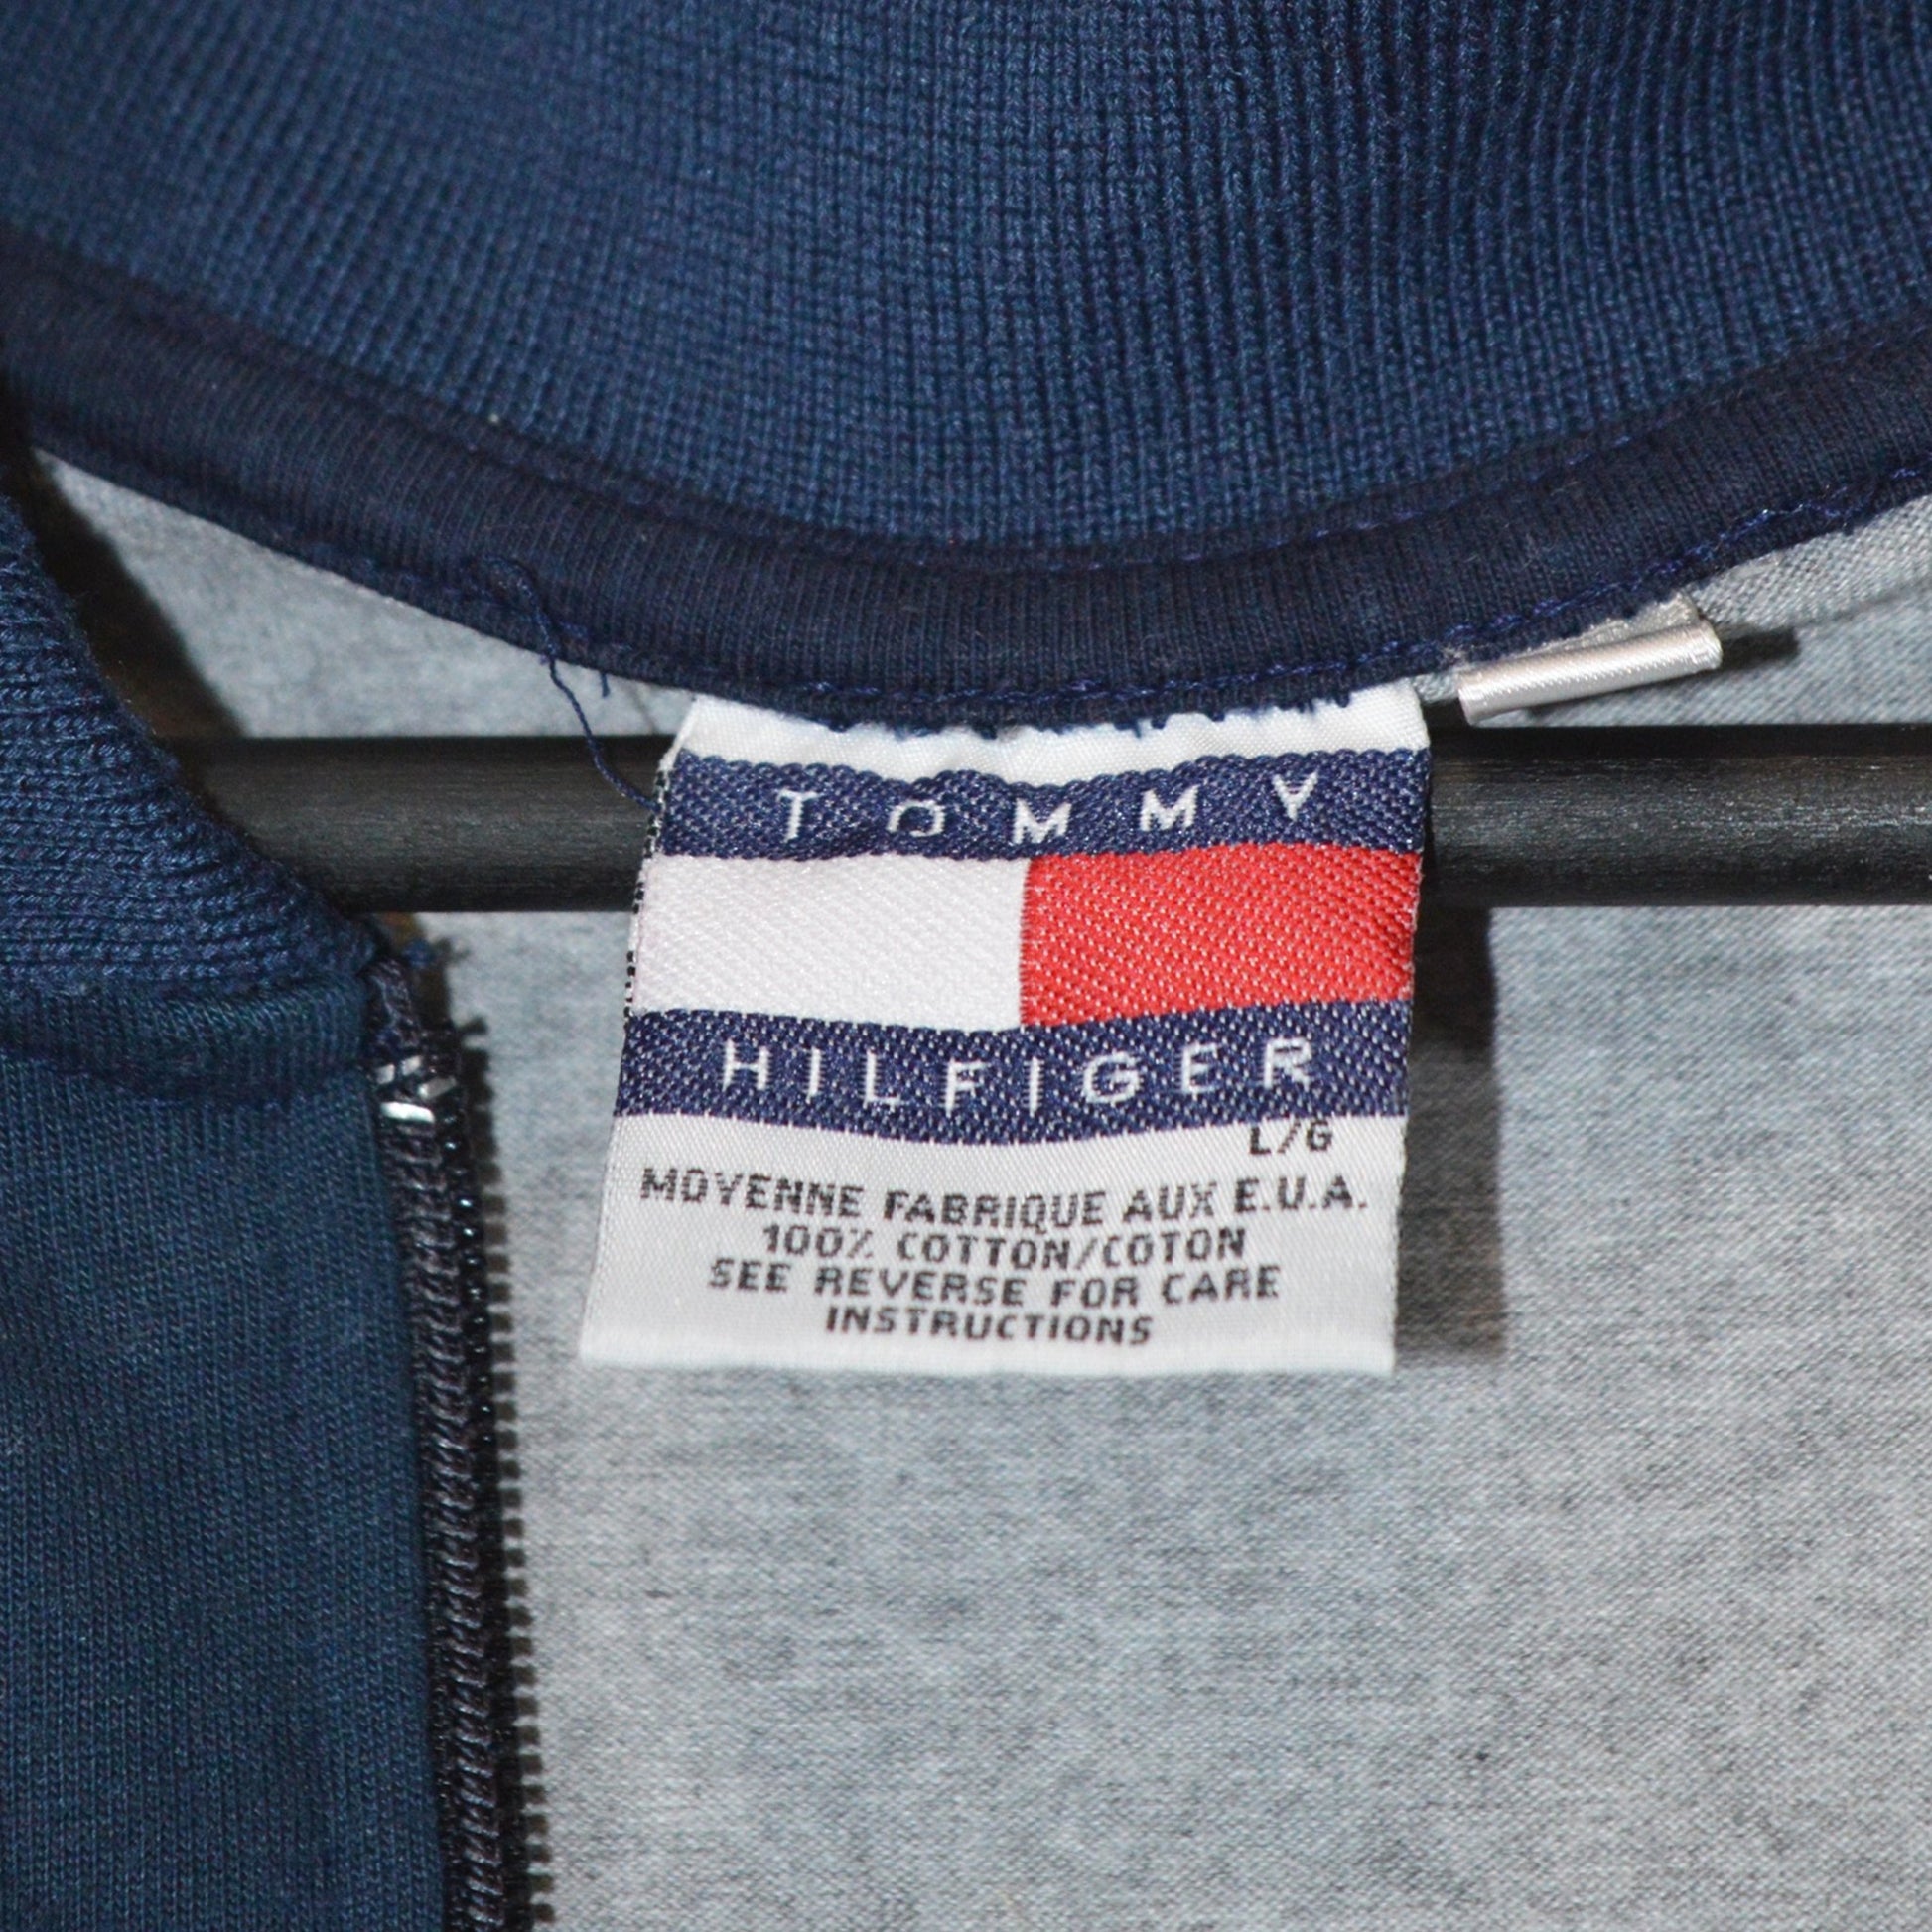 TOMMY
HILFIGER
L/G
MOYENNE FABRIQUE AUX E.U.A.
100% COTTON/COTON
SEE REVERSE FOR CARE
INSTRUCTIONS